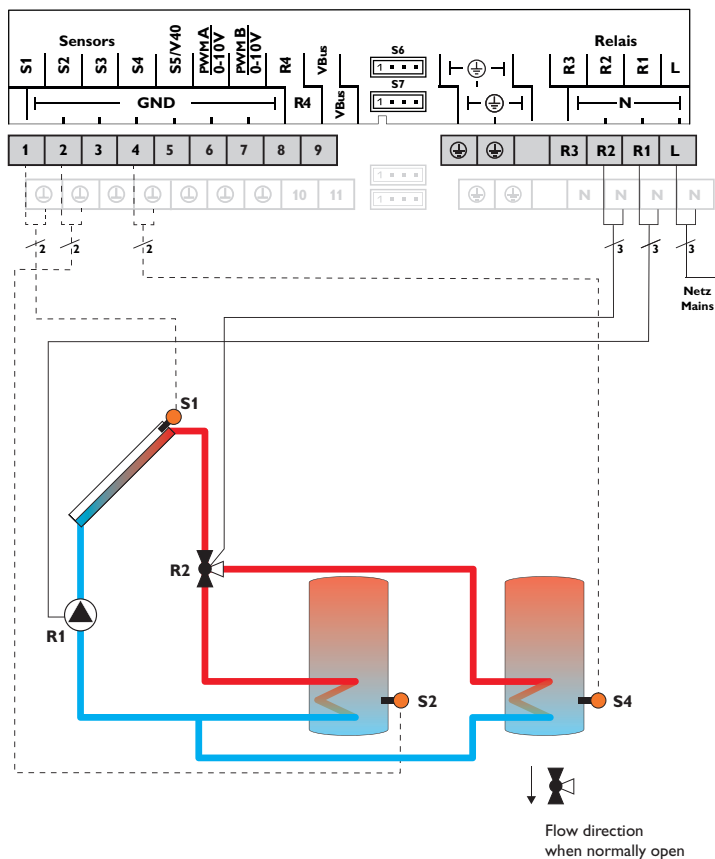 Sensors
Relais
S1 S2 S3 S4 S5/V40 PWM A 0-10V PWM B 0-10V R4 VBus
S6
1
R3 R2 R1 L
GND
R4 VBus
S7
1
N
1 2 3 4 5 6 7 8 9
R3 R2 R1 L
10 11
N N N N
2 2 2 3 3 3
Netz
Mains
S1
R2
R1
S2
S4
Flow direction
when normally open